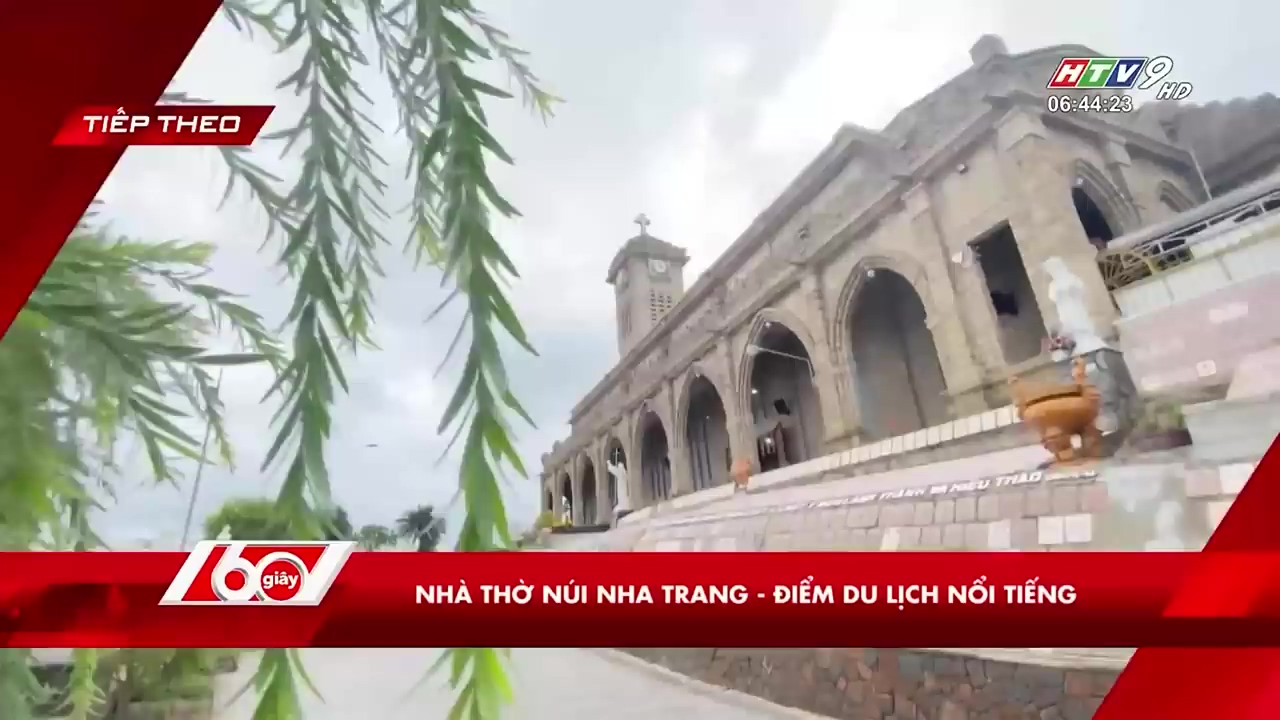 HTV9 HD
06:44:23
TIẾP THEO
60 giây
NHÀ THỜ NÚI NHA TRANG - ĐIỂM DU LỊCH NỔI TIẾNG